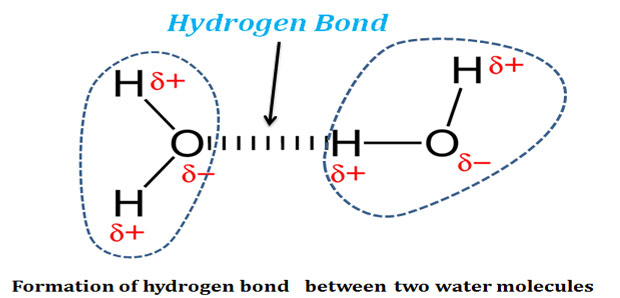 Hydrogen Bond
H δ+
H δ+
O H O
δ− δ+ δ−
H
δ+
Formation of hydrogen bond between two water molecules